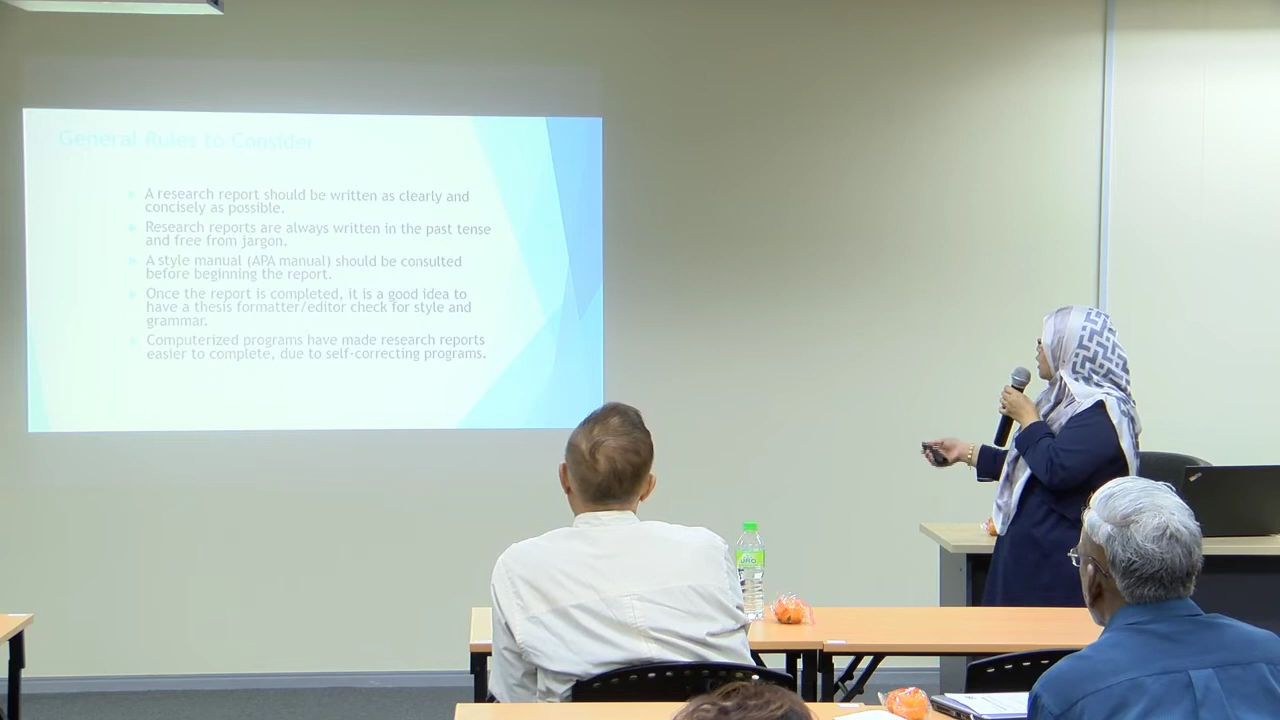 General Rules to Consider
A research report should be written as clearly and
concisely as possible.
Research reports are always written in the past tense
and free from jargon.
A style manual (APA manual) should be consulted
before beginning the report.
Once the report is completed, it is a good idea to
have a thesis formatter/editor check for style and
grammar.
Computerized programs have made research reports
easier to complete, due to self-correcting programs.